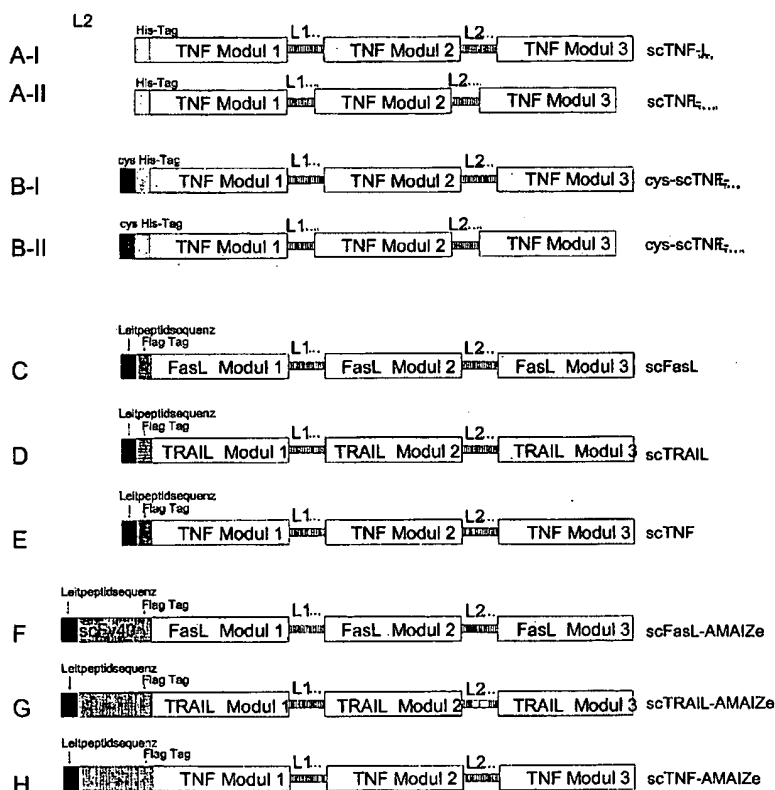 L2
His-Tag L1... L2...
A-I TNF Modul 1 TNF Modul 2 TNF Modul 3
His-Tag L1.... L2....
A-II TNF Modul 1 TNF Modul 2 TNF Modul 3
cys His-Tag L1... L2...
B-I TNF Modul 1 TNF Modul 2 TNF Modul 3
cys His-Tag L1.... L2....
B-II TNF Modul 1 TNF Modul 2 TNF Modul 3
Leitpeptidsequenz
Flag Tag L1... L2...
C FasL Modul 1 FasL Modul 2 FasL Modul 3 scFasL
Leitpeptidsequenz
Flag Tag L1... L2...
D TRAIL Modul 1 TRAIL Modul 2 TRAIL Modul 3 scTRAIL
Leitpeptidsequenz
Flag Tag L1... L2...
E TNF Modul 1 TNF Modul 2 TNF Modul 3 scTNF
Leitpeptidsequenz
Flag Tag L1... L2...
F scFv40 FasL Modul 1 FasL Modul 2 FasL Modul 3 scFasL-AMAIZe
Leitpeptidsequenz
Flag Tag L1... L2...
G TRAIL Modul 1 TRAIL Modul 2 TRAIL Modul 3 scTRAIL-AMAIZe
Leitpeptidsequenz
Flag Tag L1... L2...
H TNF Modul 1 TNF Modul 2 TNF Modul 3 scTNF-AMAIZe